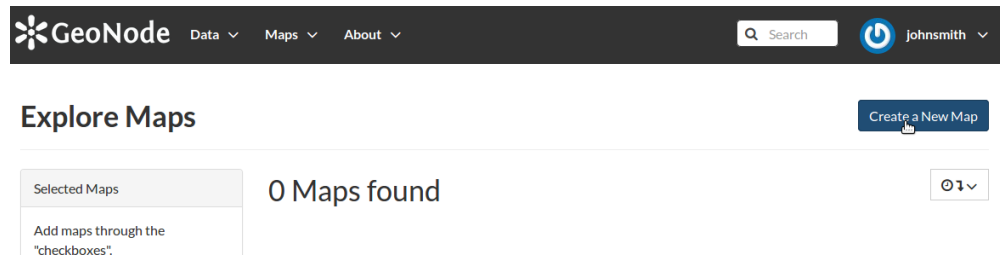 GeoNode Data Maps About Search johnsmith
Explore Maps
Create a New Map
Selected Maps
0 Maps found
Add maps through the
"checkboxes".